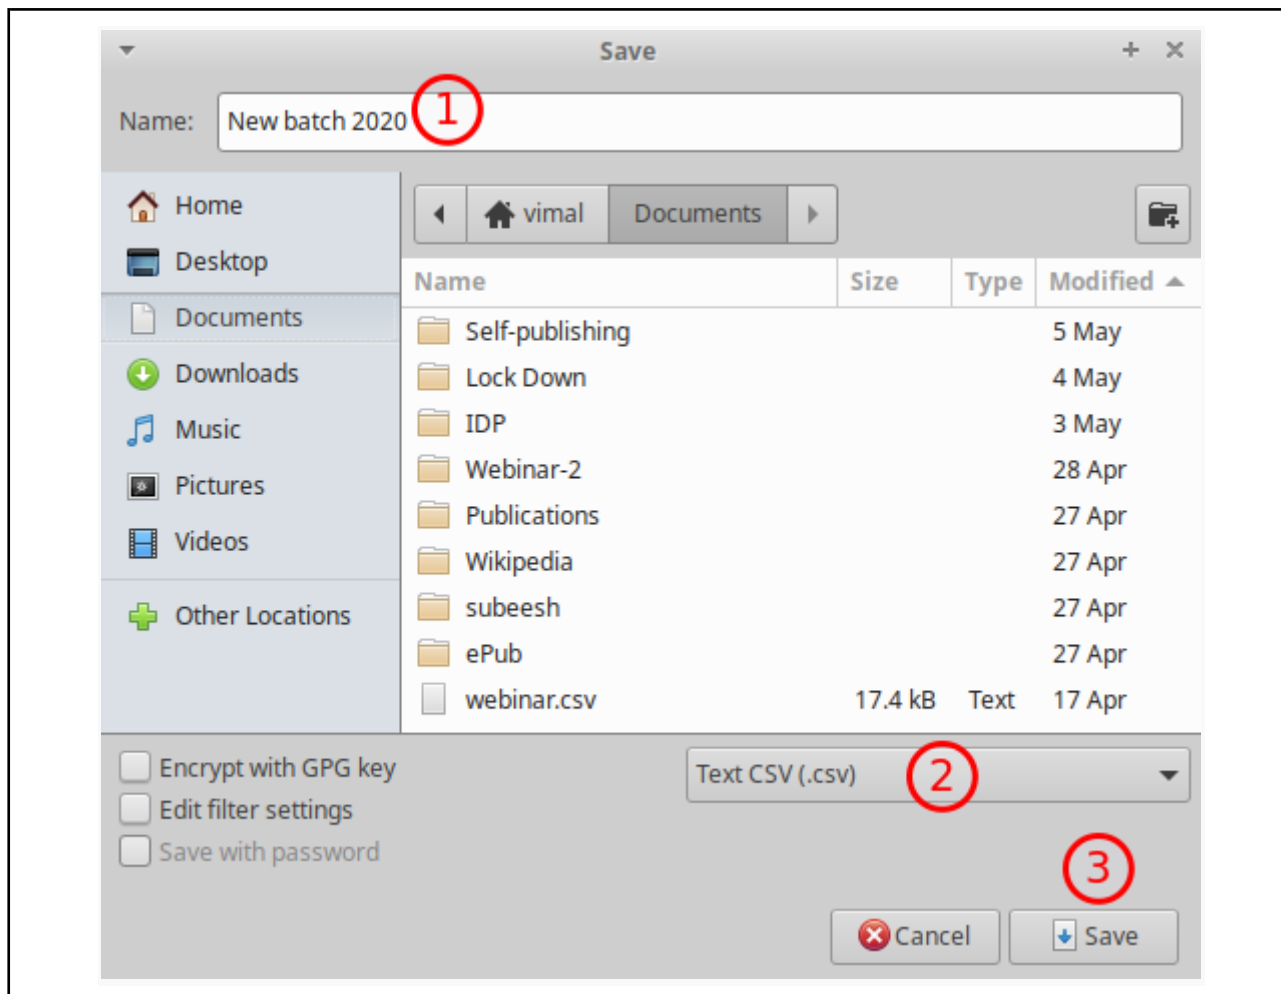 Save
Name: New batch 2020 1
Home
Desktop
Documents
Downloads
Music
Pictures
Videos
Other Locations
vimal Documents
Name Size Type Modified
Self-publishing 5 May
Lock Down 4 May
IDP 3 May
Webinar-2 28 Apr
Publications 27 Apr
Wikipedia 27 Apr
subeesh 27 Apr
ePub 27 Apr
webinar.csv 17.4 kB Text 17 Apr
Encrypt with GPG key
Edit filter settings
Save with password
Text CSV (.csv) 2
3
Cancel Save